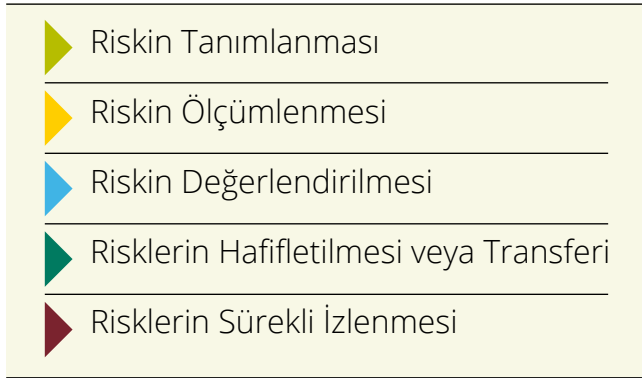 Riskin Tanımlanması
Riskin Ölçümlenmesi
Riskin Değerlendirilmesi
Risklerin Hafifletilmesi veya Transferi
Risklerin Sürekli İzlenmesi